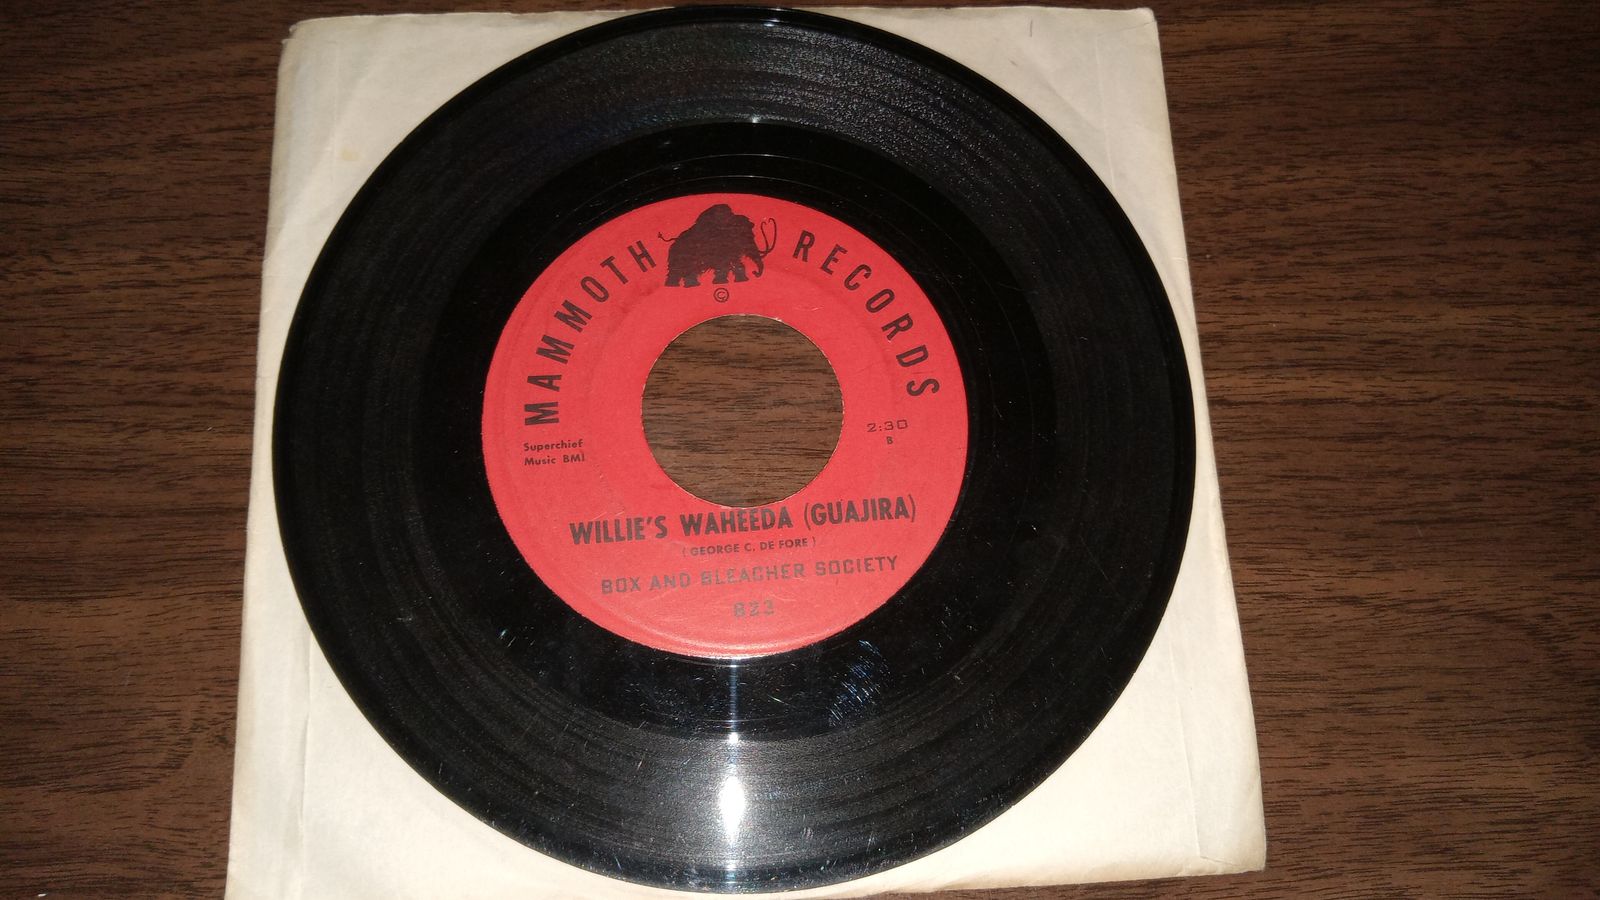 MAMMOTH RECORDS
©
2:30
B
Superchief
Music BMI
WILLIE'S WAHEEDA (GUAJIRA)
(GEORGE C. DE FORE)
BOX AND BLEACHER SOCIETY
823